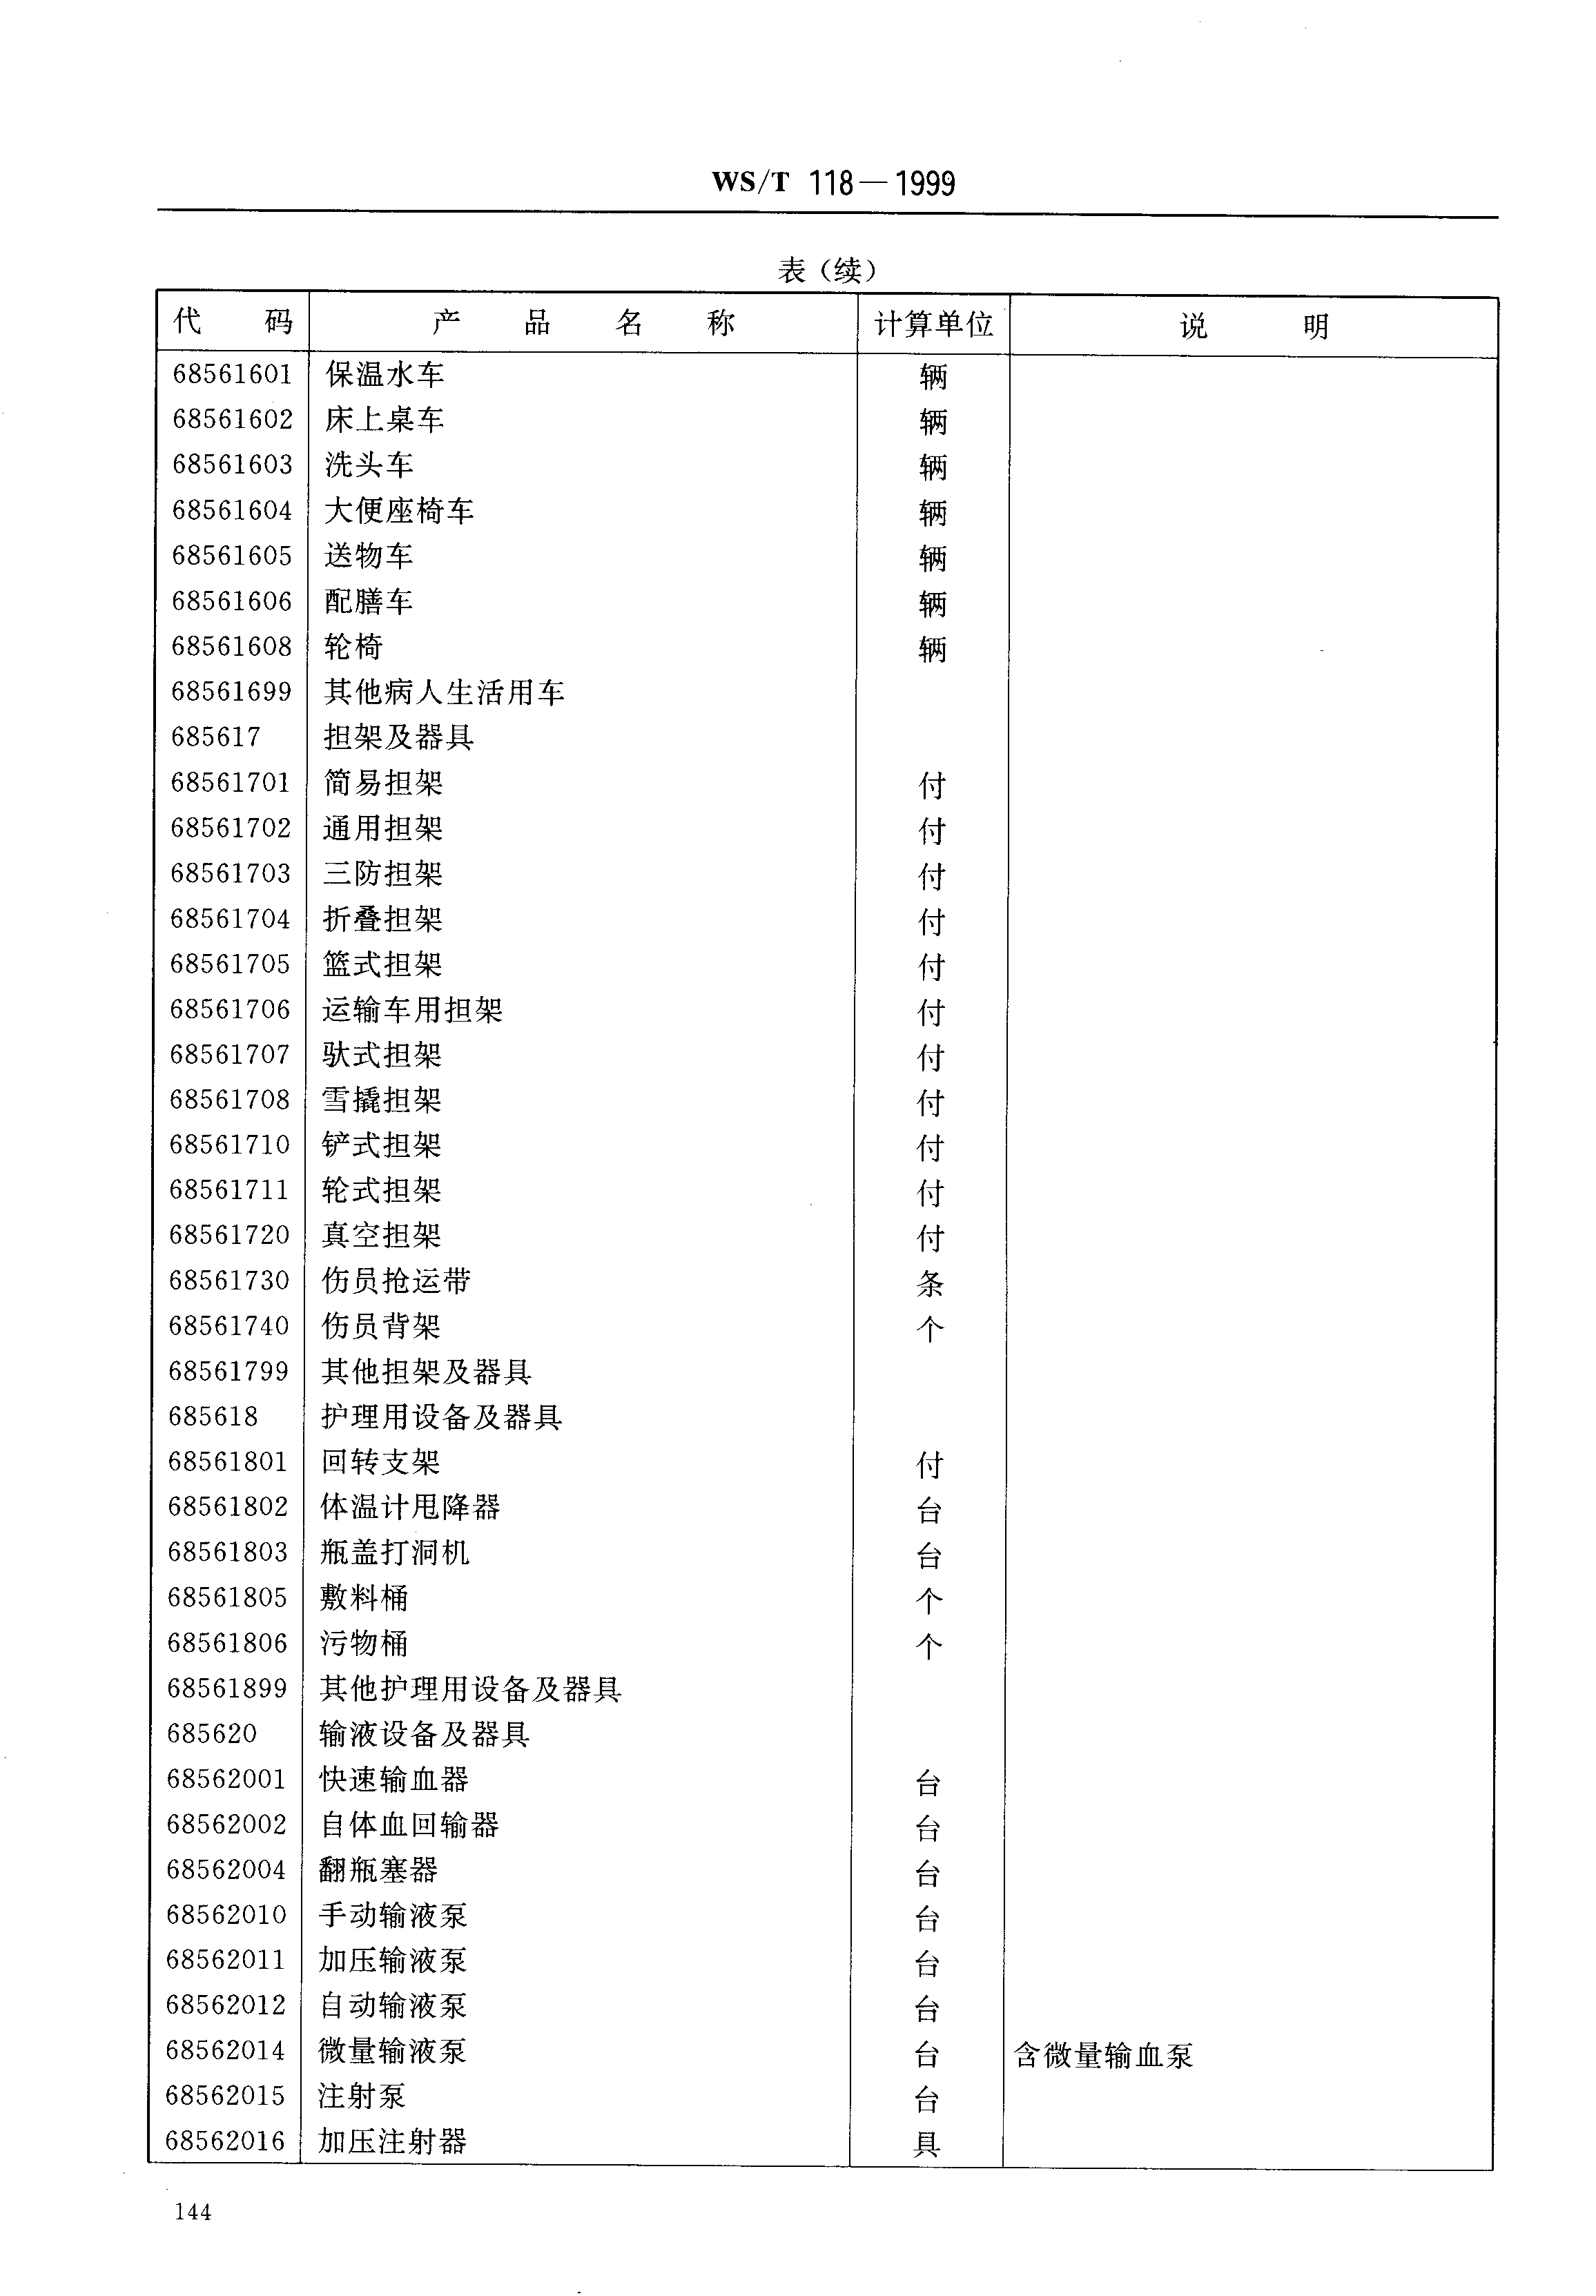 WS/T 118—1999
表（续）
代 码 产 品 名 称 计算单位 说 明
68561601 保温水车 辆
68561602 床上桌车 辆
68561603 洗头车 辆
68561604 大便座椅车 辆
68561605 送物车 辆
68561606 配膳车 辆
68561608 轮椅 辆
68561699 其他病人生活用车
685617 担架及器具
68561701 简易担架 付
68561702 通用担架 付
68561703 三防担架 付
68561704 折叠担架 付
68561705 篮式担架 付
68561706 运输车用担架 付
68561707 驮式担架 付
68561708 雪撬担架 付
68561710 铲式担架 付
68561711 轮式担架 付
68561720 真空担架 付
68561730 伤员抢运带 条
68561740 伤员背架 个
68561799 其他担架及器具
685618 护理用设备及器具
68561801 回转支架 付
68561802 体温计甩降器 台
68561803 瓶盖打洞机 台
68561805 敷料桶 个
68561806 污物桶 个
68561899 其他护理用设备及器具
685620 输液设备及器具
68562001 快速输血器 台
68562002 自体血回输器 台
68562004 翻瓶塞器 台
68562010 手动输液泵 台
68562011 加压输液泵 台
68562012 自动输液泵 台
68562014 微量输液泵 台 含微量输血泵
68562015 注射泵 台
68562016 加压注射器 具
144